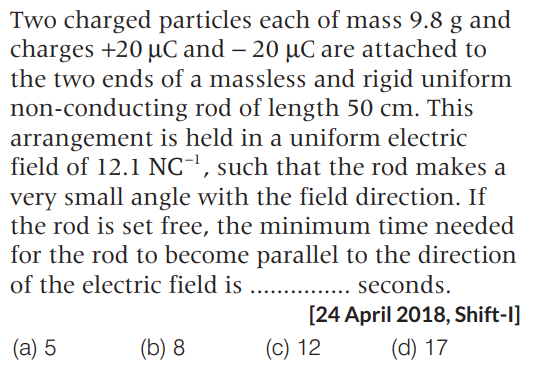 Two charged particles each of mass 9.8 g and
charges +20 μC and – 20 μC are attached to
the two ends of a massless and rigid uniform
non-conducting rod of length 50 cm. This
arrangement is held in a uniform electric
field of 12.1 NC⁻¹, such that the rod makes a
very small angle with the field direction. If
the rod is set free, the minimum time needed
for the rod to become parallel to the direction
of the electric field is ............... seconds.
[24 April 2018, Shift-I]
(a) 5 (b) 8 (c) 12 (d) 17